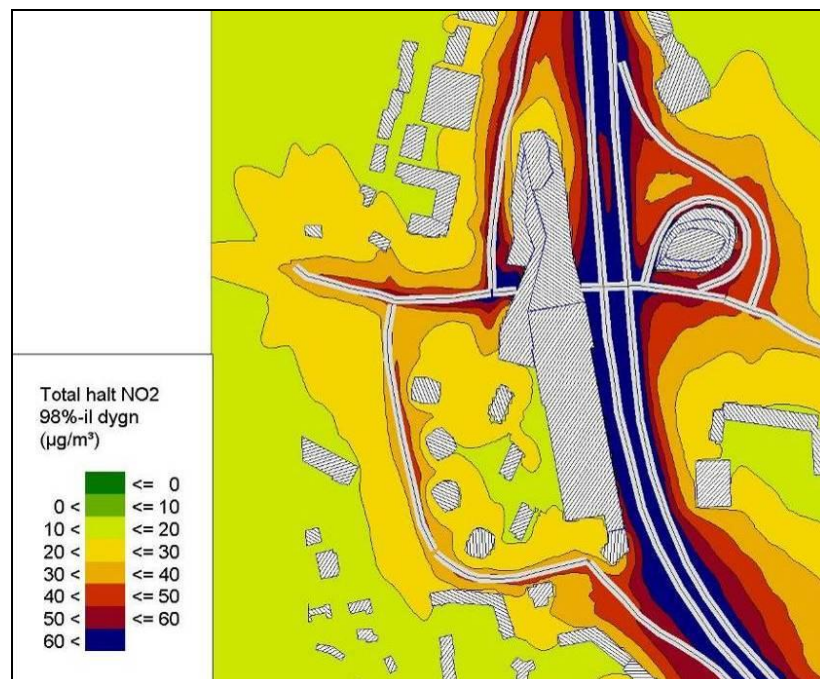 Total halt NO2
98%-il dygn
(µg/m³)
<= 0
0 < <= 10
10 < <= 20
20 < <= 30
30 < <= 40
40 < <= 50
50 < <= 60
60 <